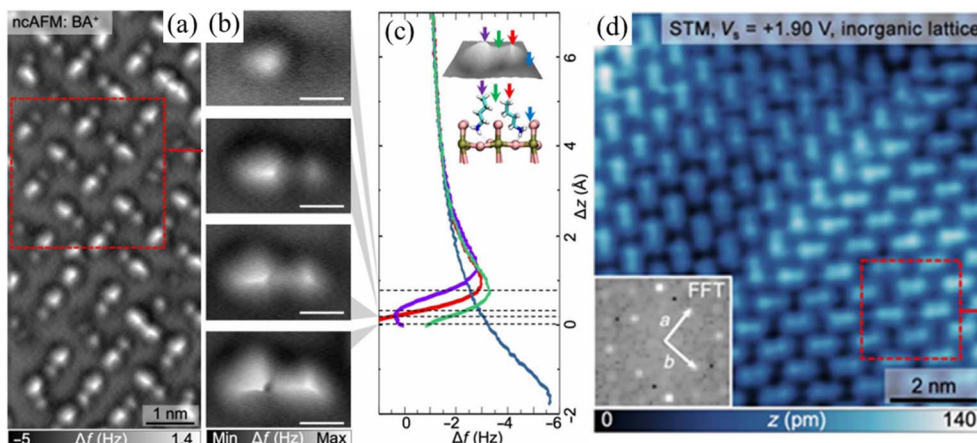 ncAFM: BA⁺
(a)
1 nm
−5 Δf (Hz) 1.4
(b)
Min Δf (Hz) Max
(c)
6
4
2
0
−2
Δz (Å)
0 −2 −4 −6
Δf (Hz)
(d)
STM, Vs = +1.90 V, inorganic lattice
FFT
a
b
2 nm
0 z (pm) 140